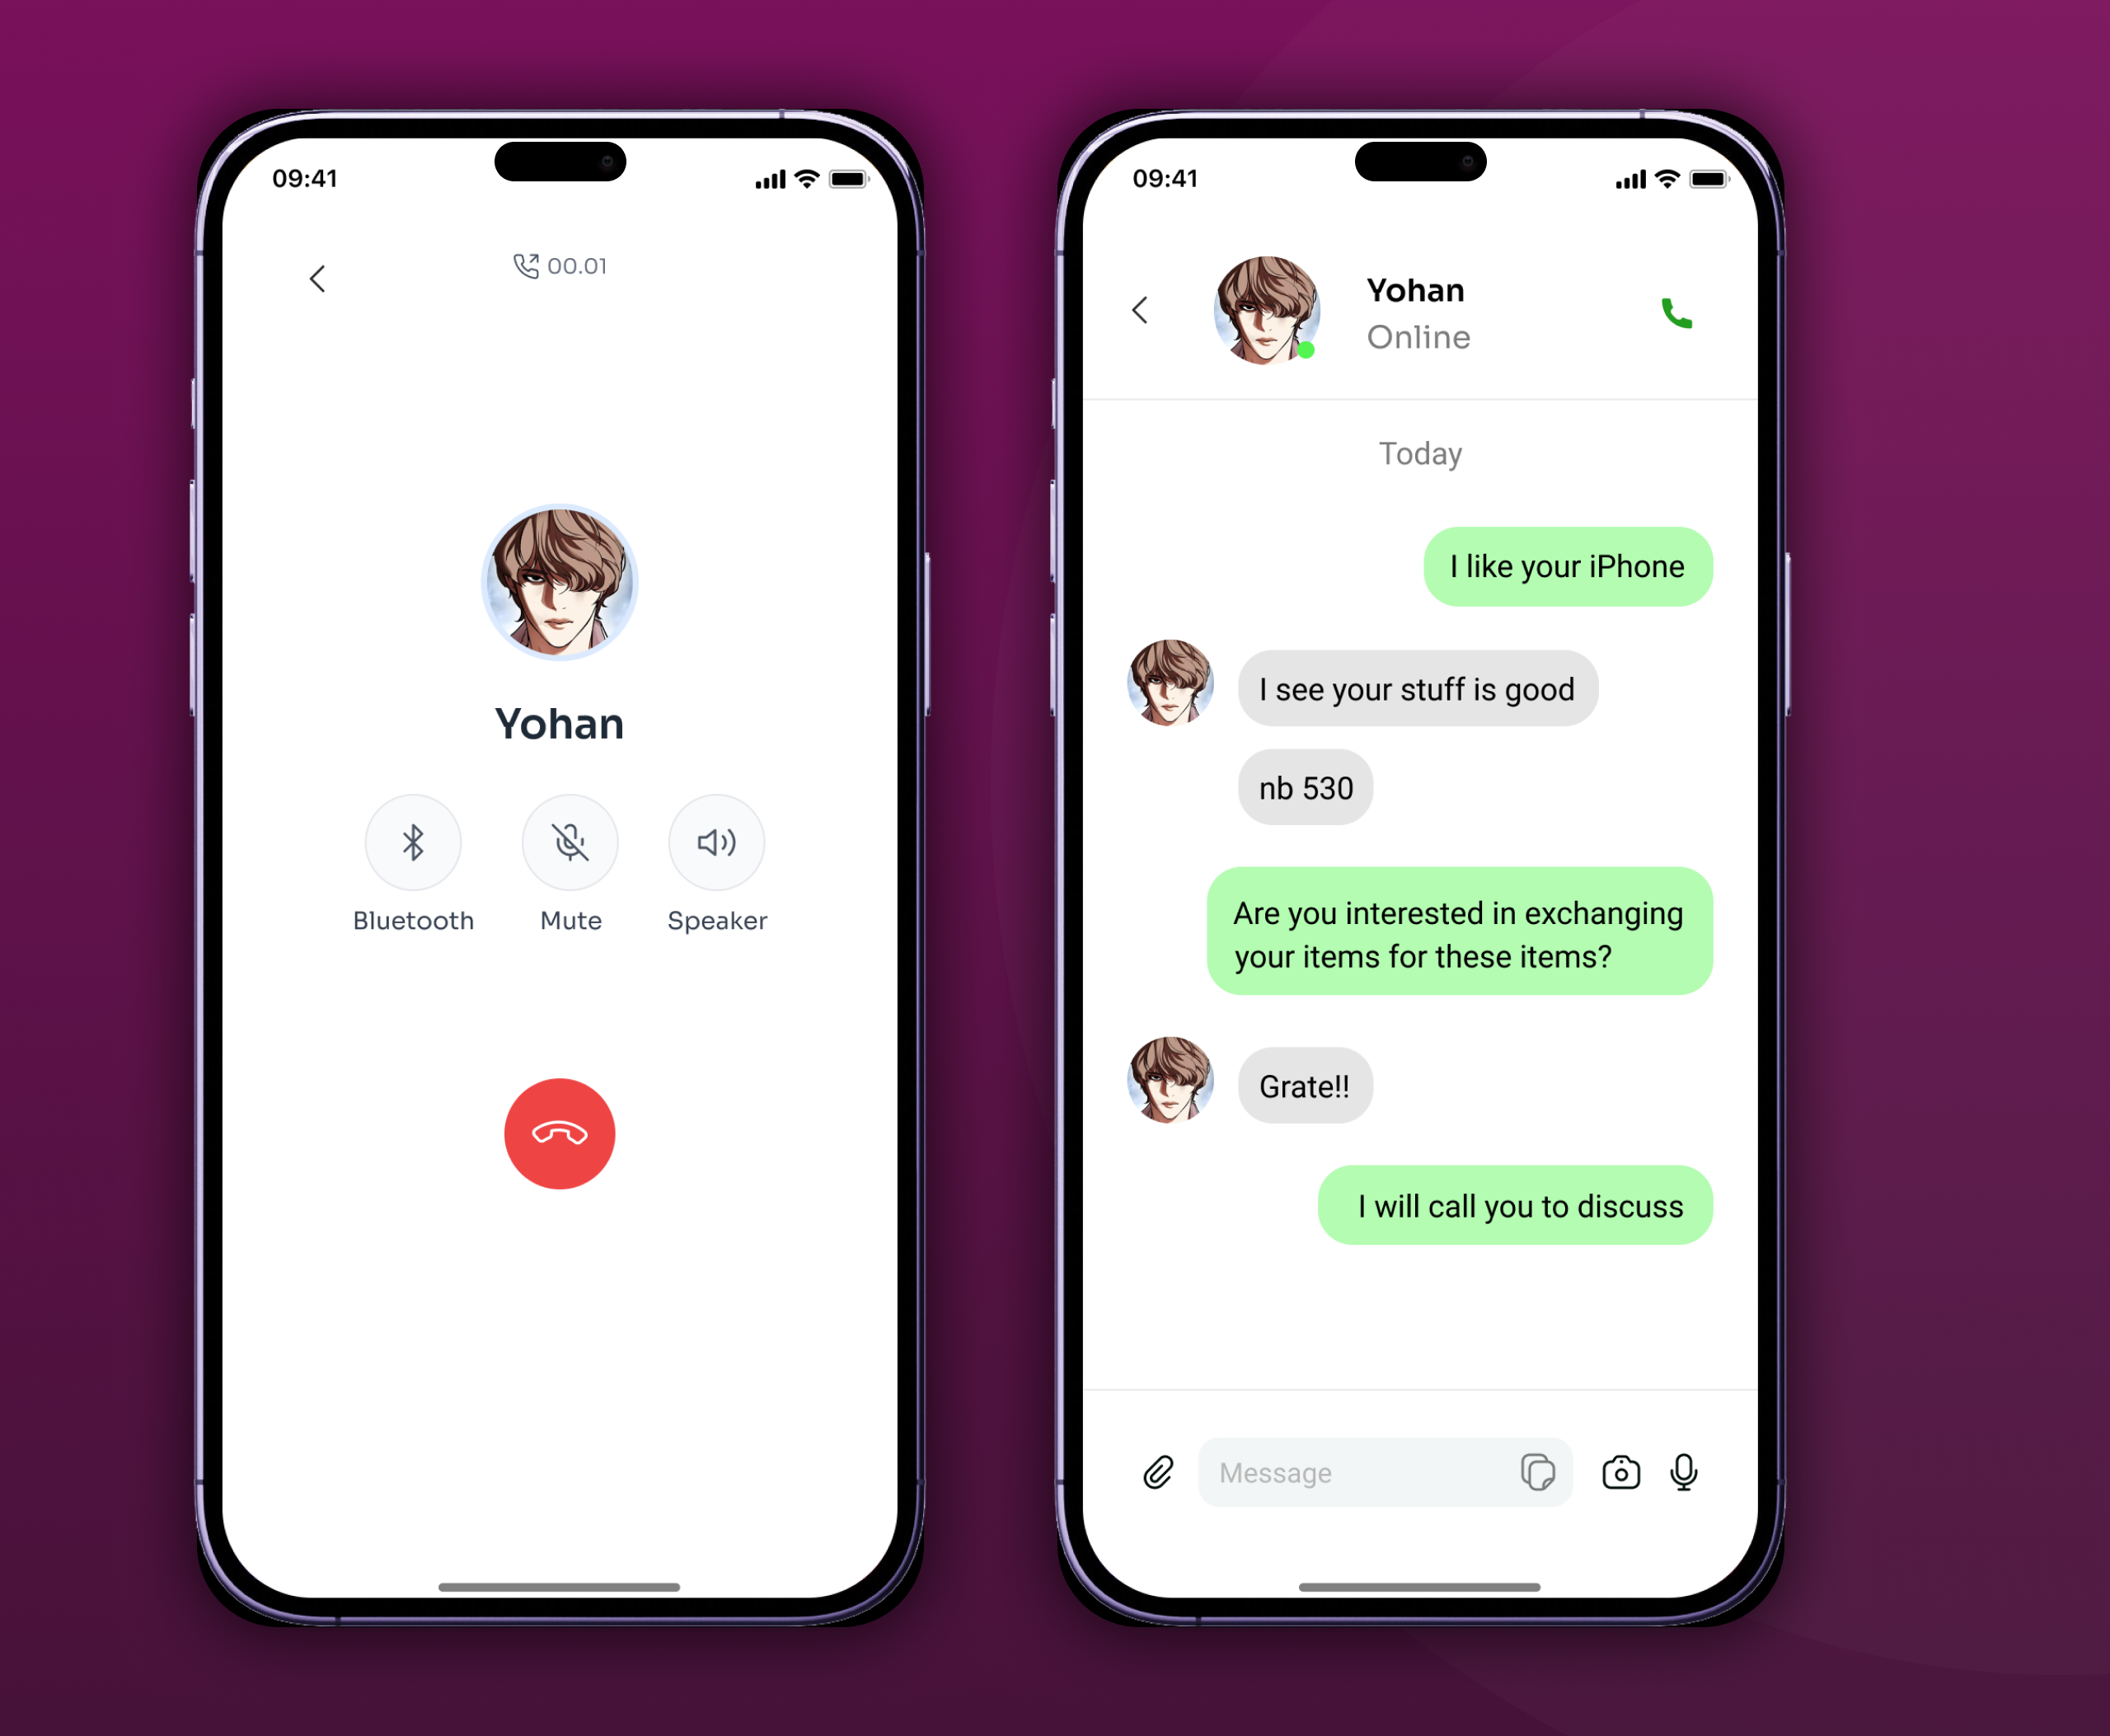 09:41
00.01
Yohan
Bluetooth Mute Speaker
09:41
Yohan
Online
Today
I like your iPhone
I see your stuff is good
nb 530
Are you interested in exchanging
your items for these items?
Grate!!
I will call you to discuss
Message